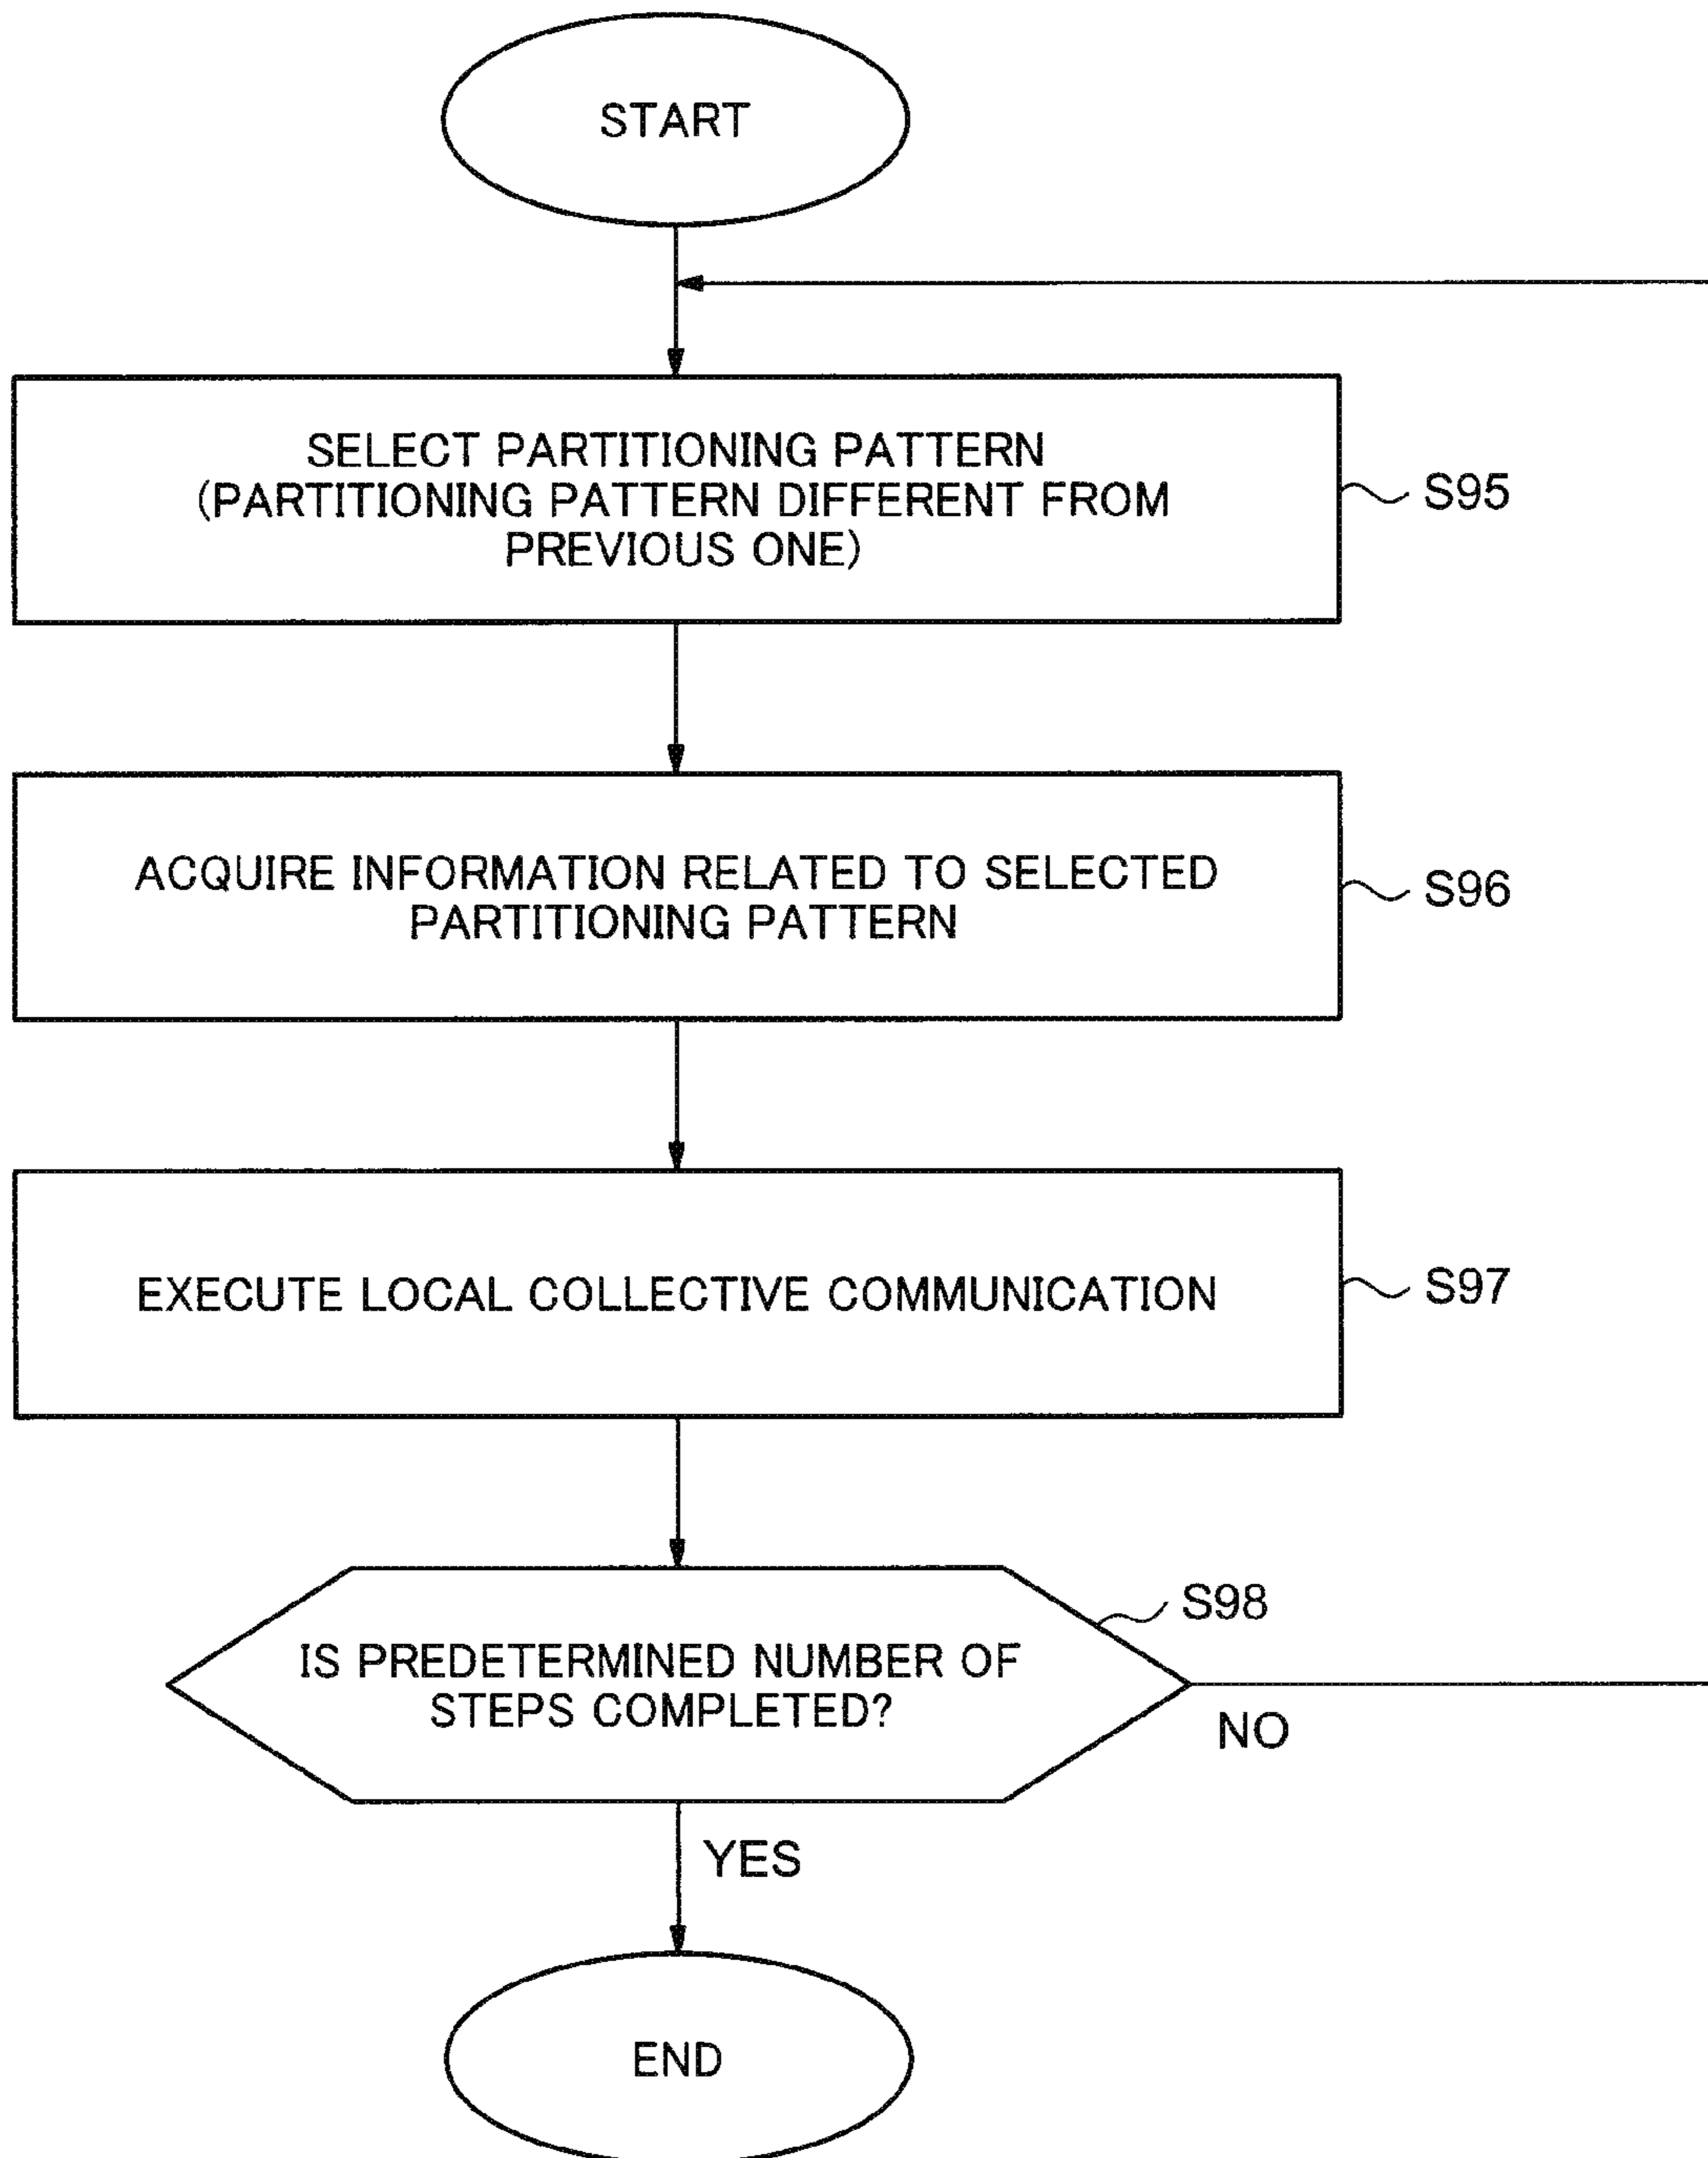 START
SELECT PARTITIONING PATTERN
(PARTITIONING PATTERN DIFFERENT FROM
PREVIOUS ONE)
S95
ACQUIRE INFORMATION RELATED TO SELECTED
PARTITIONING PATTERN
S96
EXECUTE LOCAL COLLECTIVE COMMUNICATION
S97
S98
IS PREDETERMINED NUMBER OF
STEPS COMPLETED?
NO
YES
END